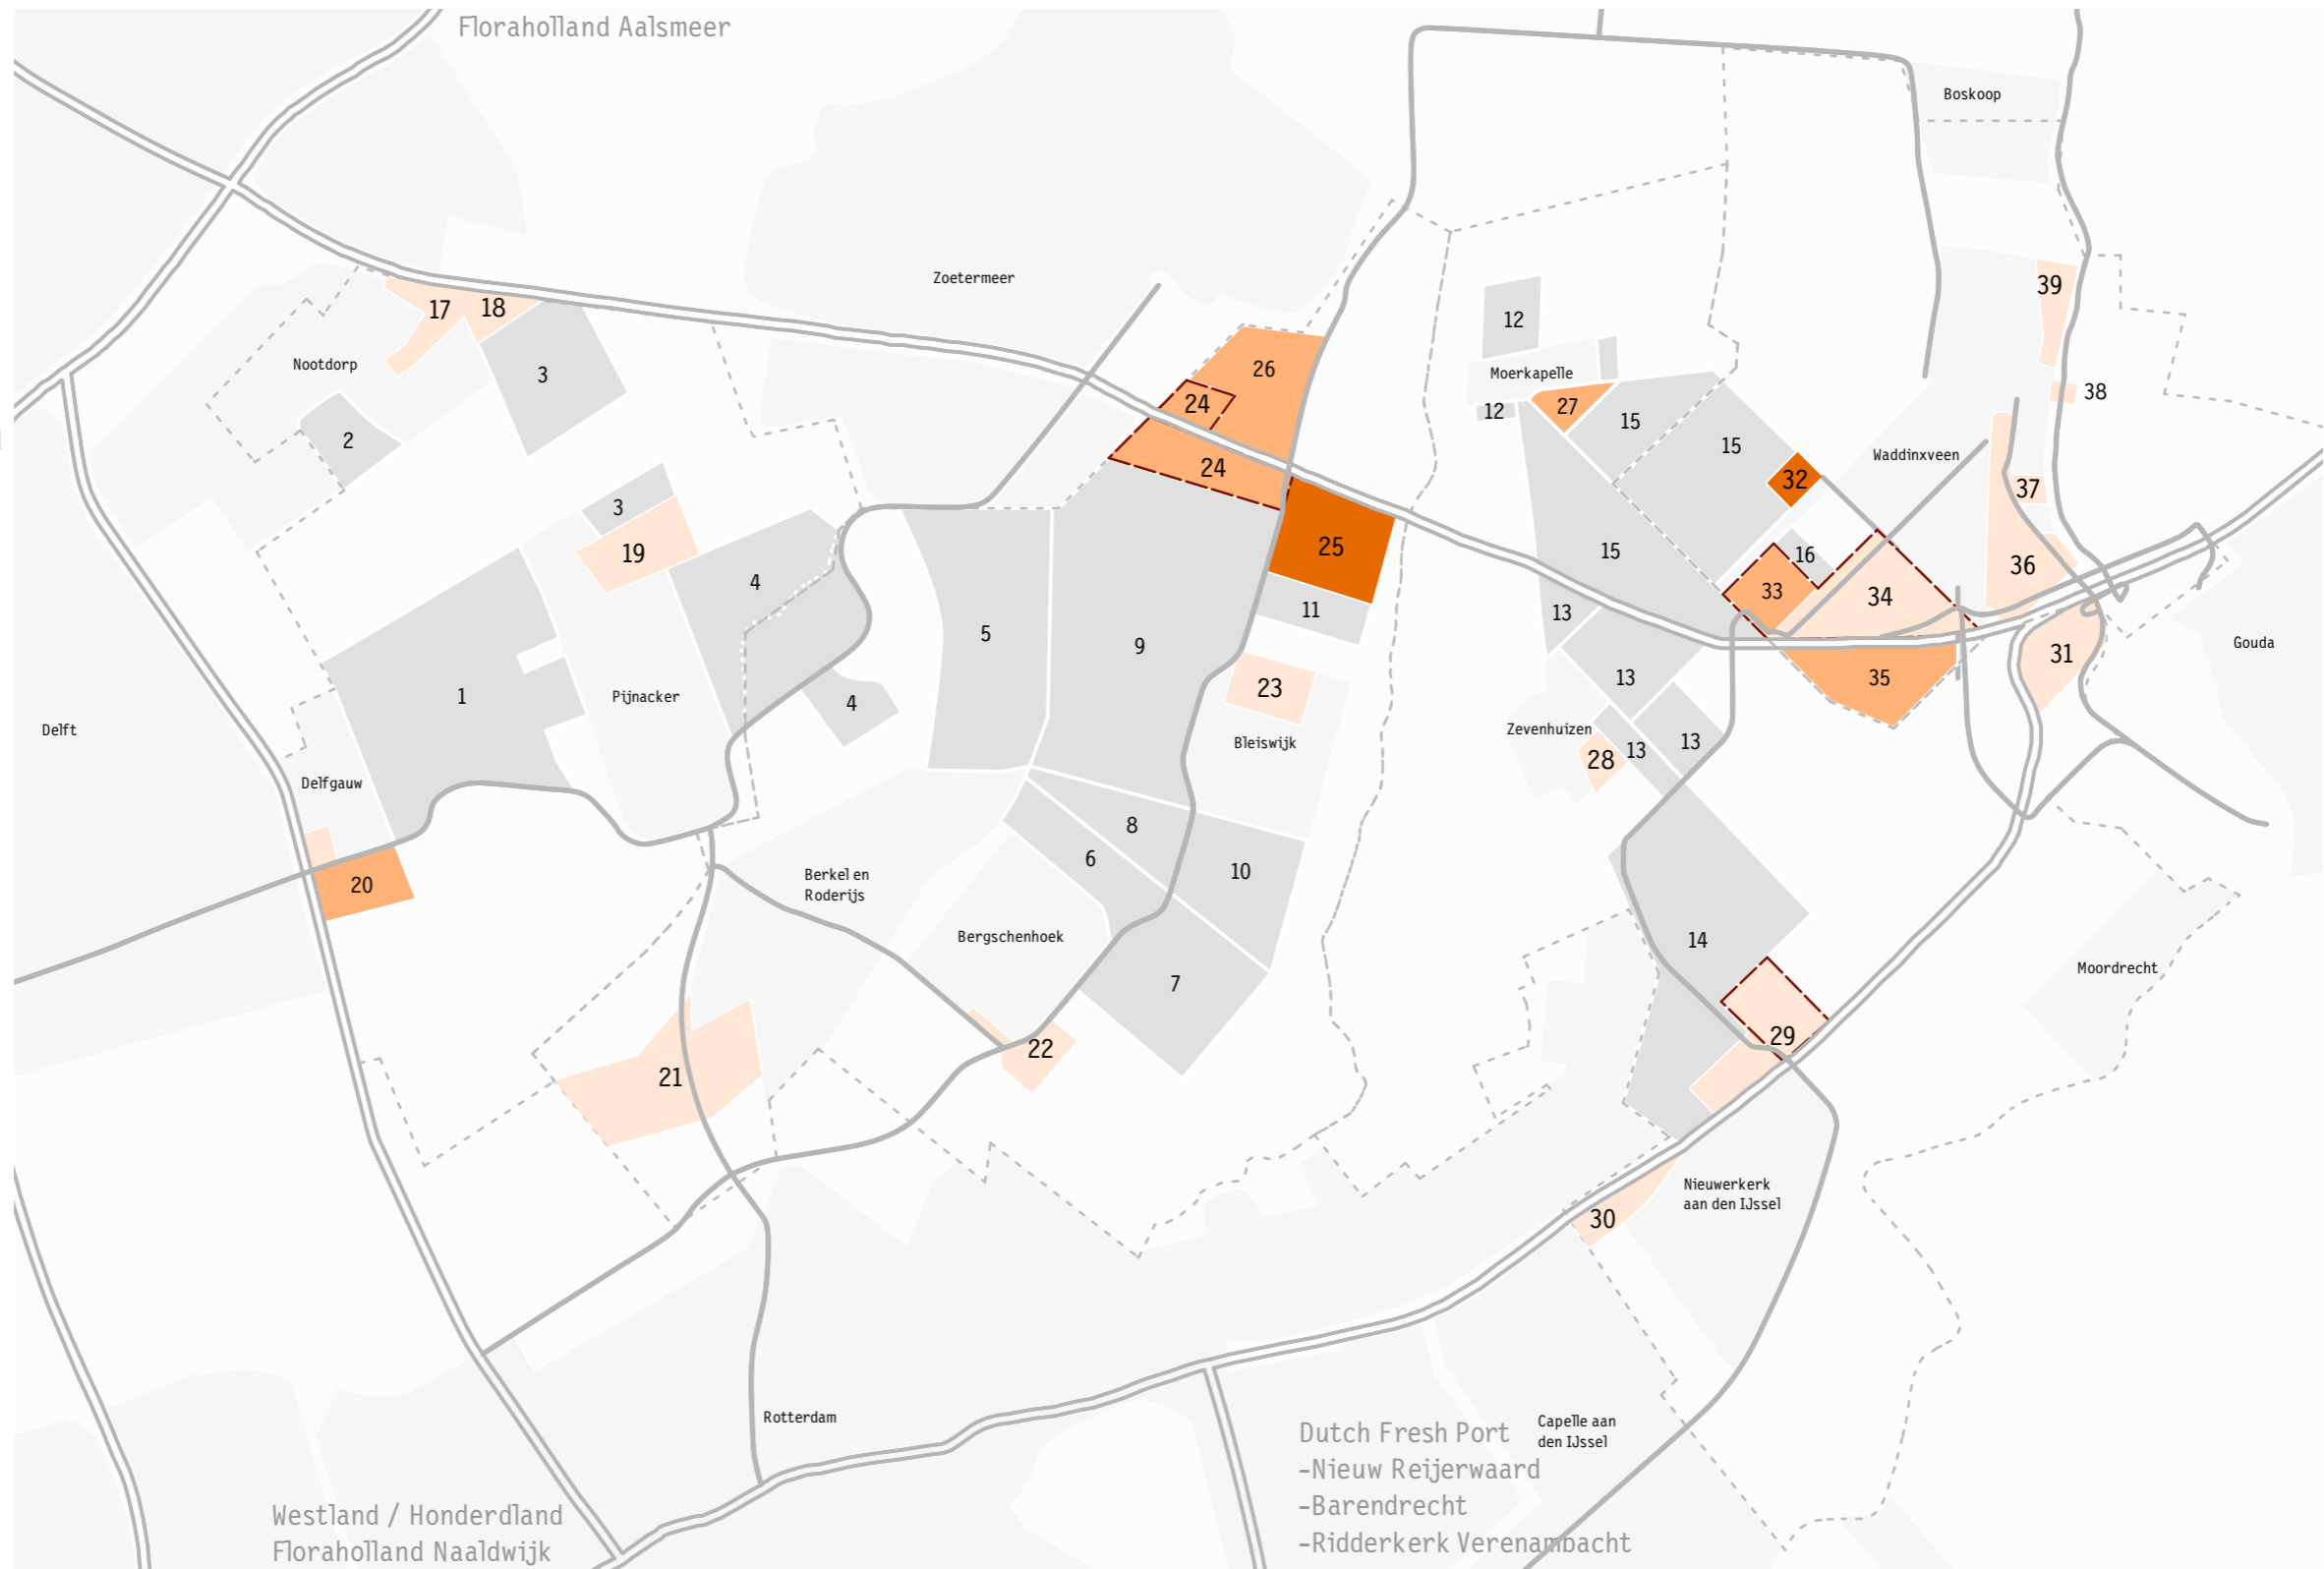 Floraholland Aalsmeer
Boskoop
Zoetermeer
39
17
18
12
Nootdorp
26
Moerkapelle
3
38
24
27
12
15
2
15
Waddinxveen
24
32
37
3
25
19
15
16
36
4
33
34
11
13
5
9
Gouda
31
13
35
23
1
Pijnacker
4
Delft
Zevenhuizen
Bleiswijk
13
13
28
Delfgauw
8
6
10
Berkel en
Roderijs
20
Bergschenhoek
14
Moordrecht
7
29
22
21
Nieuwerkerk
aan den IJssel
30
Rotterdam
Capelle aan
den IJssel
Dutch Fresh Port
-Nieuw Reijerwaard
-Barendrecht
-Ridderkerk Verenambacht
Westland / Honderdland
Floraholland Naaldwijk